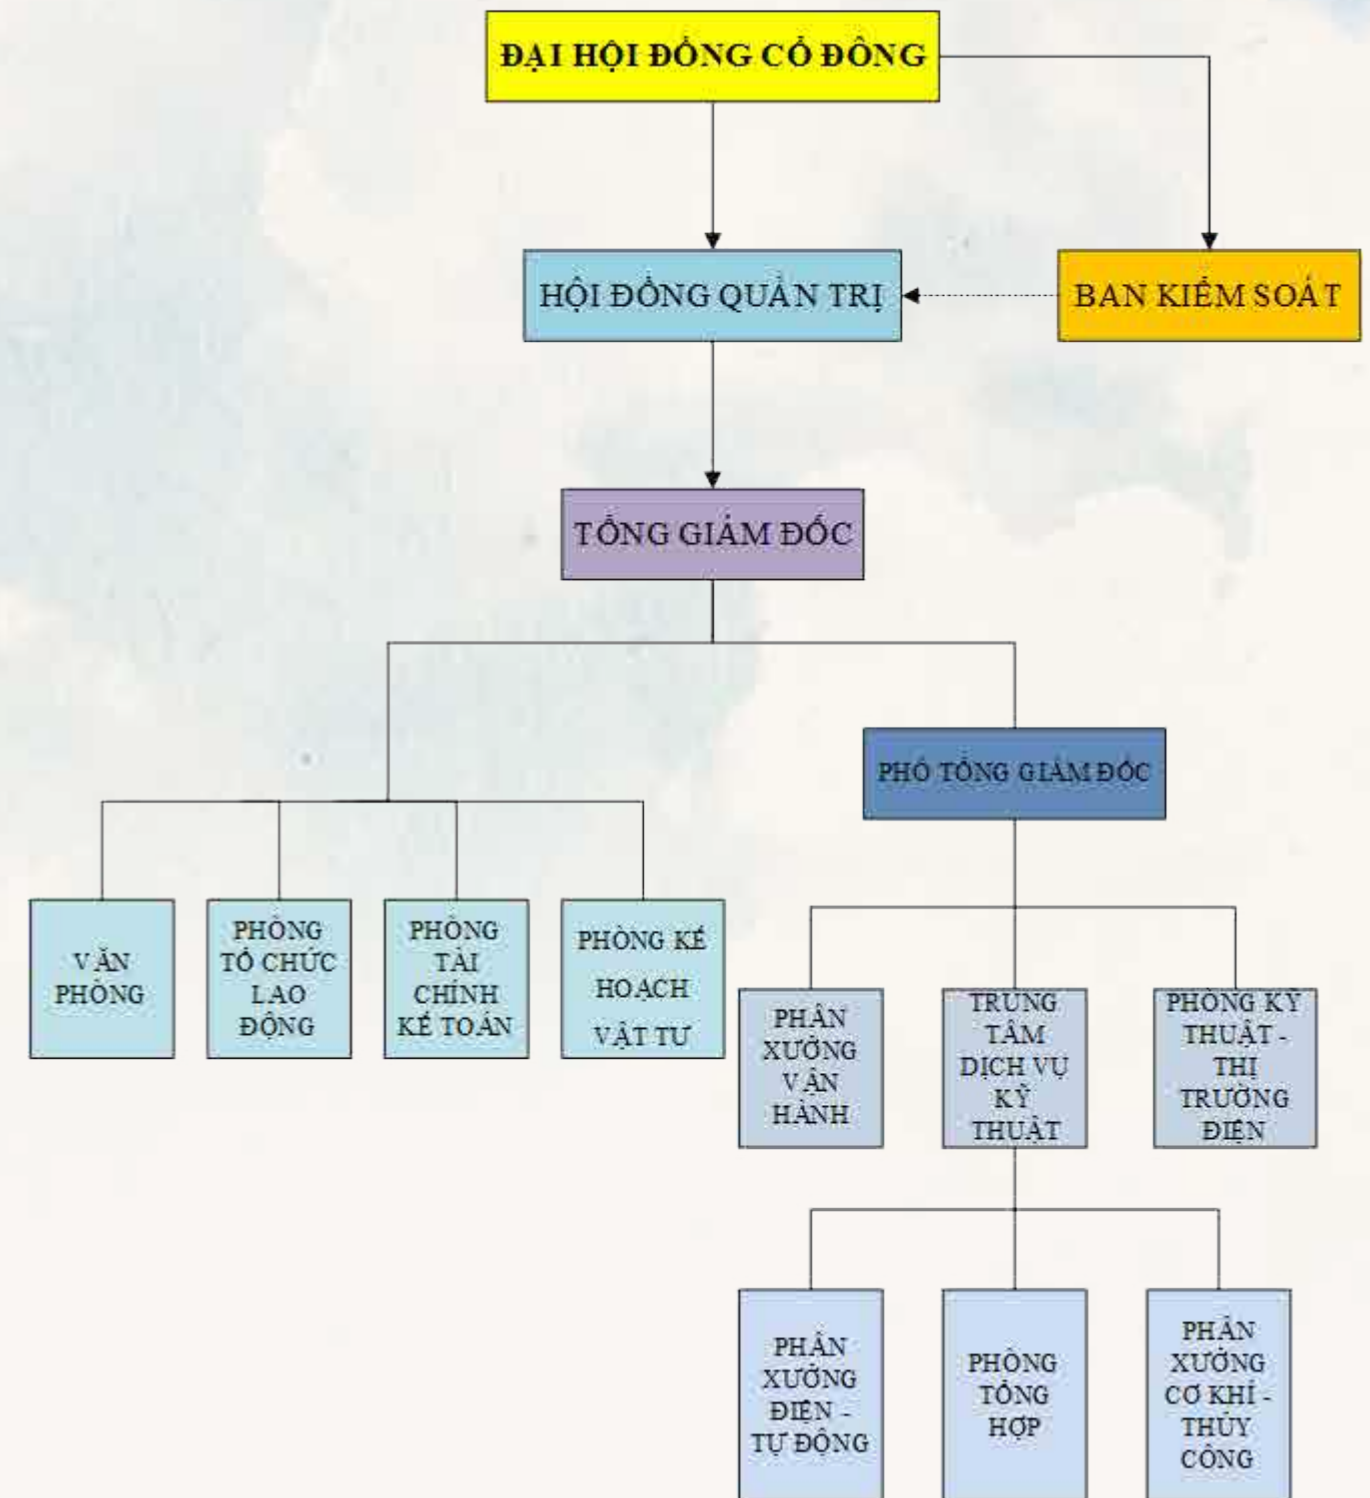 ĐẠI HỘI ĐỒNG CỔ ĐÔNG
HỘI ĐỒNG QUẢN TRỊ
BAN KIỂM SOÁT
TỔNG GIÁM ĐỐC
PHÓ TỔNG GIÁM ĐỐC
VĂN
PHÒNG
PHÒNG
TỔ CHỨC
LAO
ĐỘNG
PHÒNG
TÀI
CHÍNH
KẾ TOÁN
PHÒNG KẾ
HOẠCH
VẬT TƯ
PHÂN
XƯỞNG
VẬN
HÀNH
TRUNG
TÂM
DỊCH VỤ
KỸ
THUẬT
PHÒNG KỸ
THUẬT -
THỊ
TRƯỜNG
ĐIỆN
PHÂN
XƯỞNG
ĐIỆN -
TỰ ĐỘNG
PHÒNG
TỔNG
HỢP
PHÂN
XƯỞNG
CƠ KHÍ -
THỦY
CÔNG